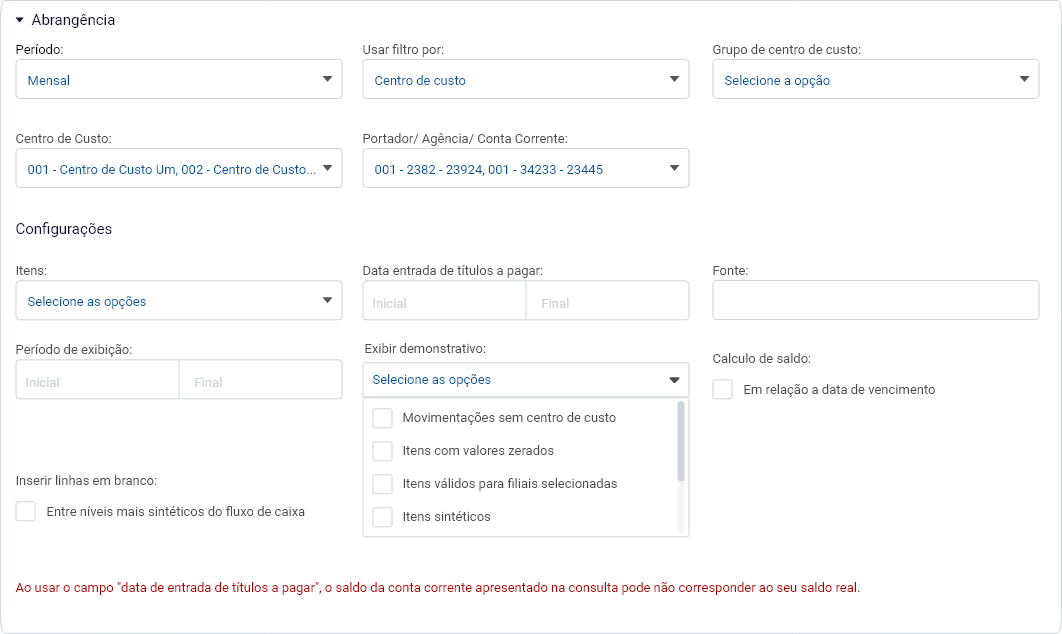 Abrangência
Período:
Usar filtro por:
Grupo de centro de custo:
Mensal
Centro de custo
Selecione a opção
Centro de Custo:
Portador/ Agência/ Conta Corrente:
001 - Centro de Custo Um, 002 - Centro de Custo...
001 - 2382 - 23924, 001 - 34233 - 23445
Configurações
Itens:
Data entrada de títulos a pagar:
Fonte:
Selecione as opções
Inicial
Final
Período de exibição:
Exibir demonstrativo:
Calculo de saldo:
Inicial
Final
Selecione as opções
Em relação a data de vencimento
Movimentações sem centro de custo
Itens com valores zerados
Itens válidos para filiais selecionadas
Itens sintéticos
Inserir linhas em branco:
Entre níveis mais sintéticos do fluxo de caixa
Ao usar o campo "data de entrada de títulos a pagar", o saldo da conta corrente apresentado na consulta pode não corresponder ao seu saldo real.